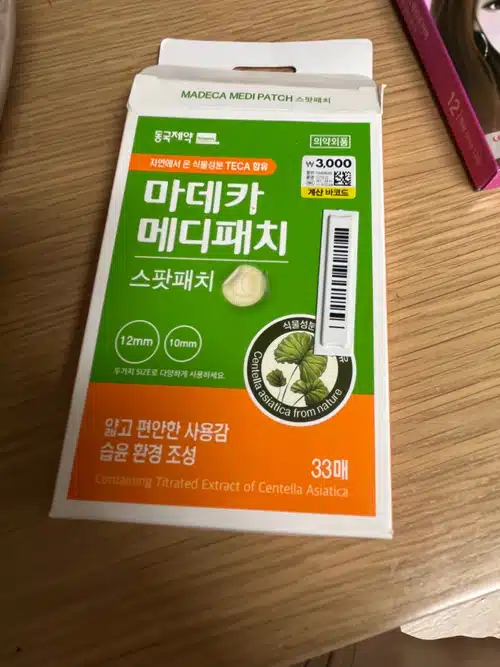 MADECA MEDI PATCH 스팟패치
동국제약
의약외품
자연에서 온 식물성분 TECA 함유
₩3,000
계산 바코드
마데카
메디패치
스팟패치
12mm
10mm
두가지 SIZE로 다양하게 사용하세요.
식물성분
Centella asiatica from nature
얇고 편안한 사용감
습윤 환경 조성
33매
Containing Titrated Extract of Centella Asiatica
12